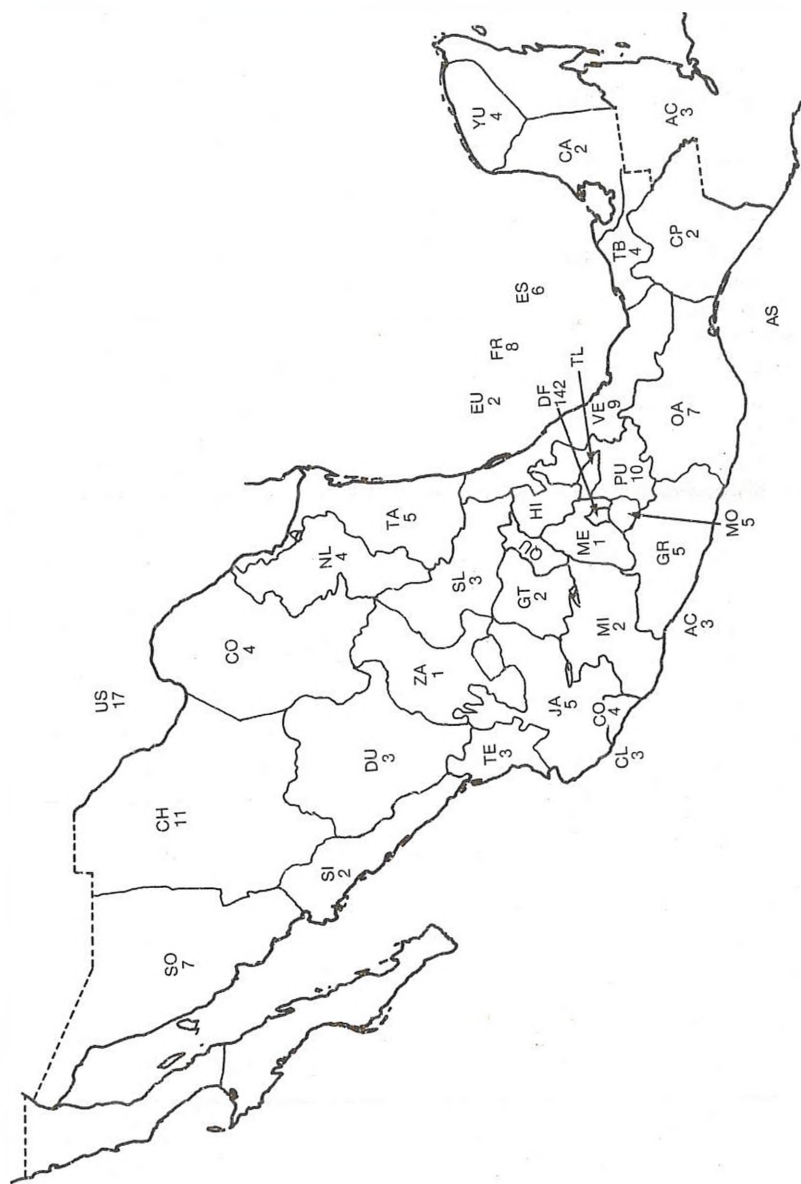 US
17
SO
7
CH
11
CO
4
NL
4
SI
2
DU
3
TA
5
ZA
1
SL
3
EU
2
YU
4
TE
3
FR
8
GT
2
QU
HI
ES
6
DF
142
JA
5
CA
2
TL
ME
1
VE
9
CO
4
MI
2
PU
10
TB
4
CL
3
GR
5
OA
7
CP
2
AC
3
AC
3
MO
5
AS